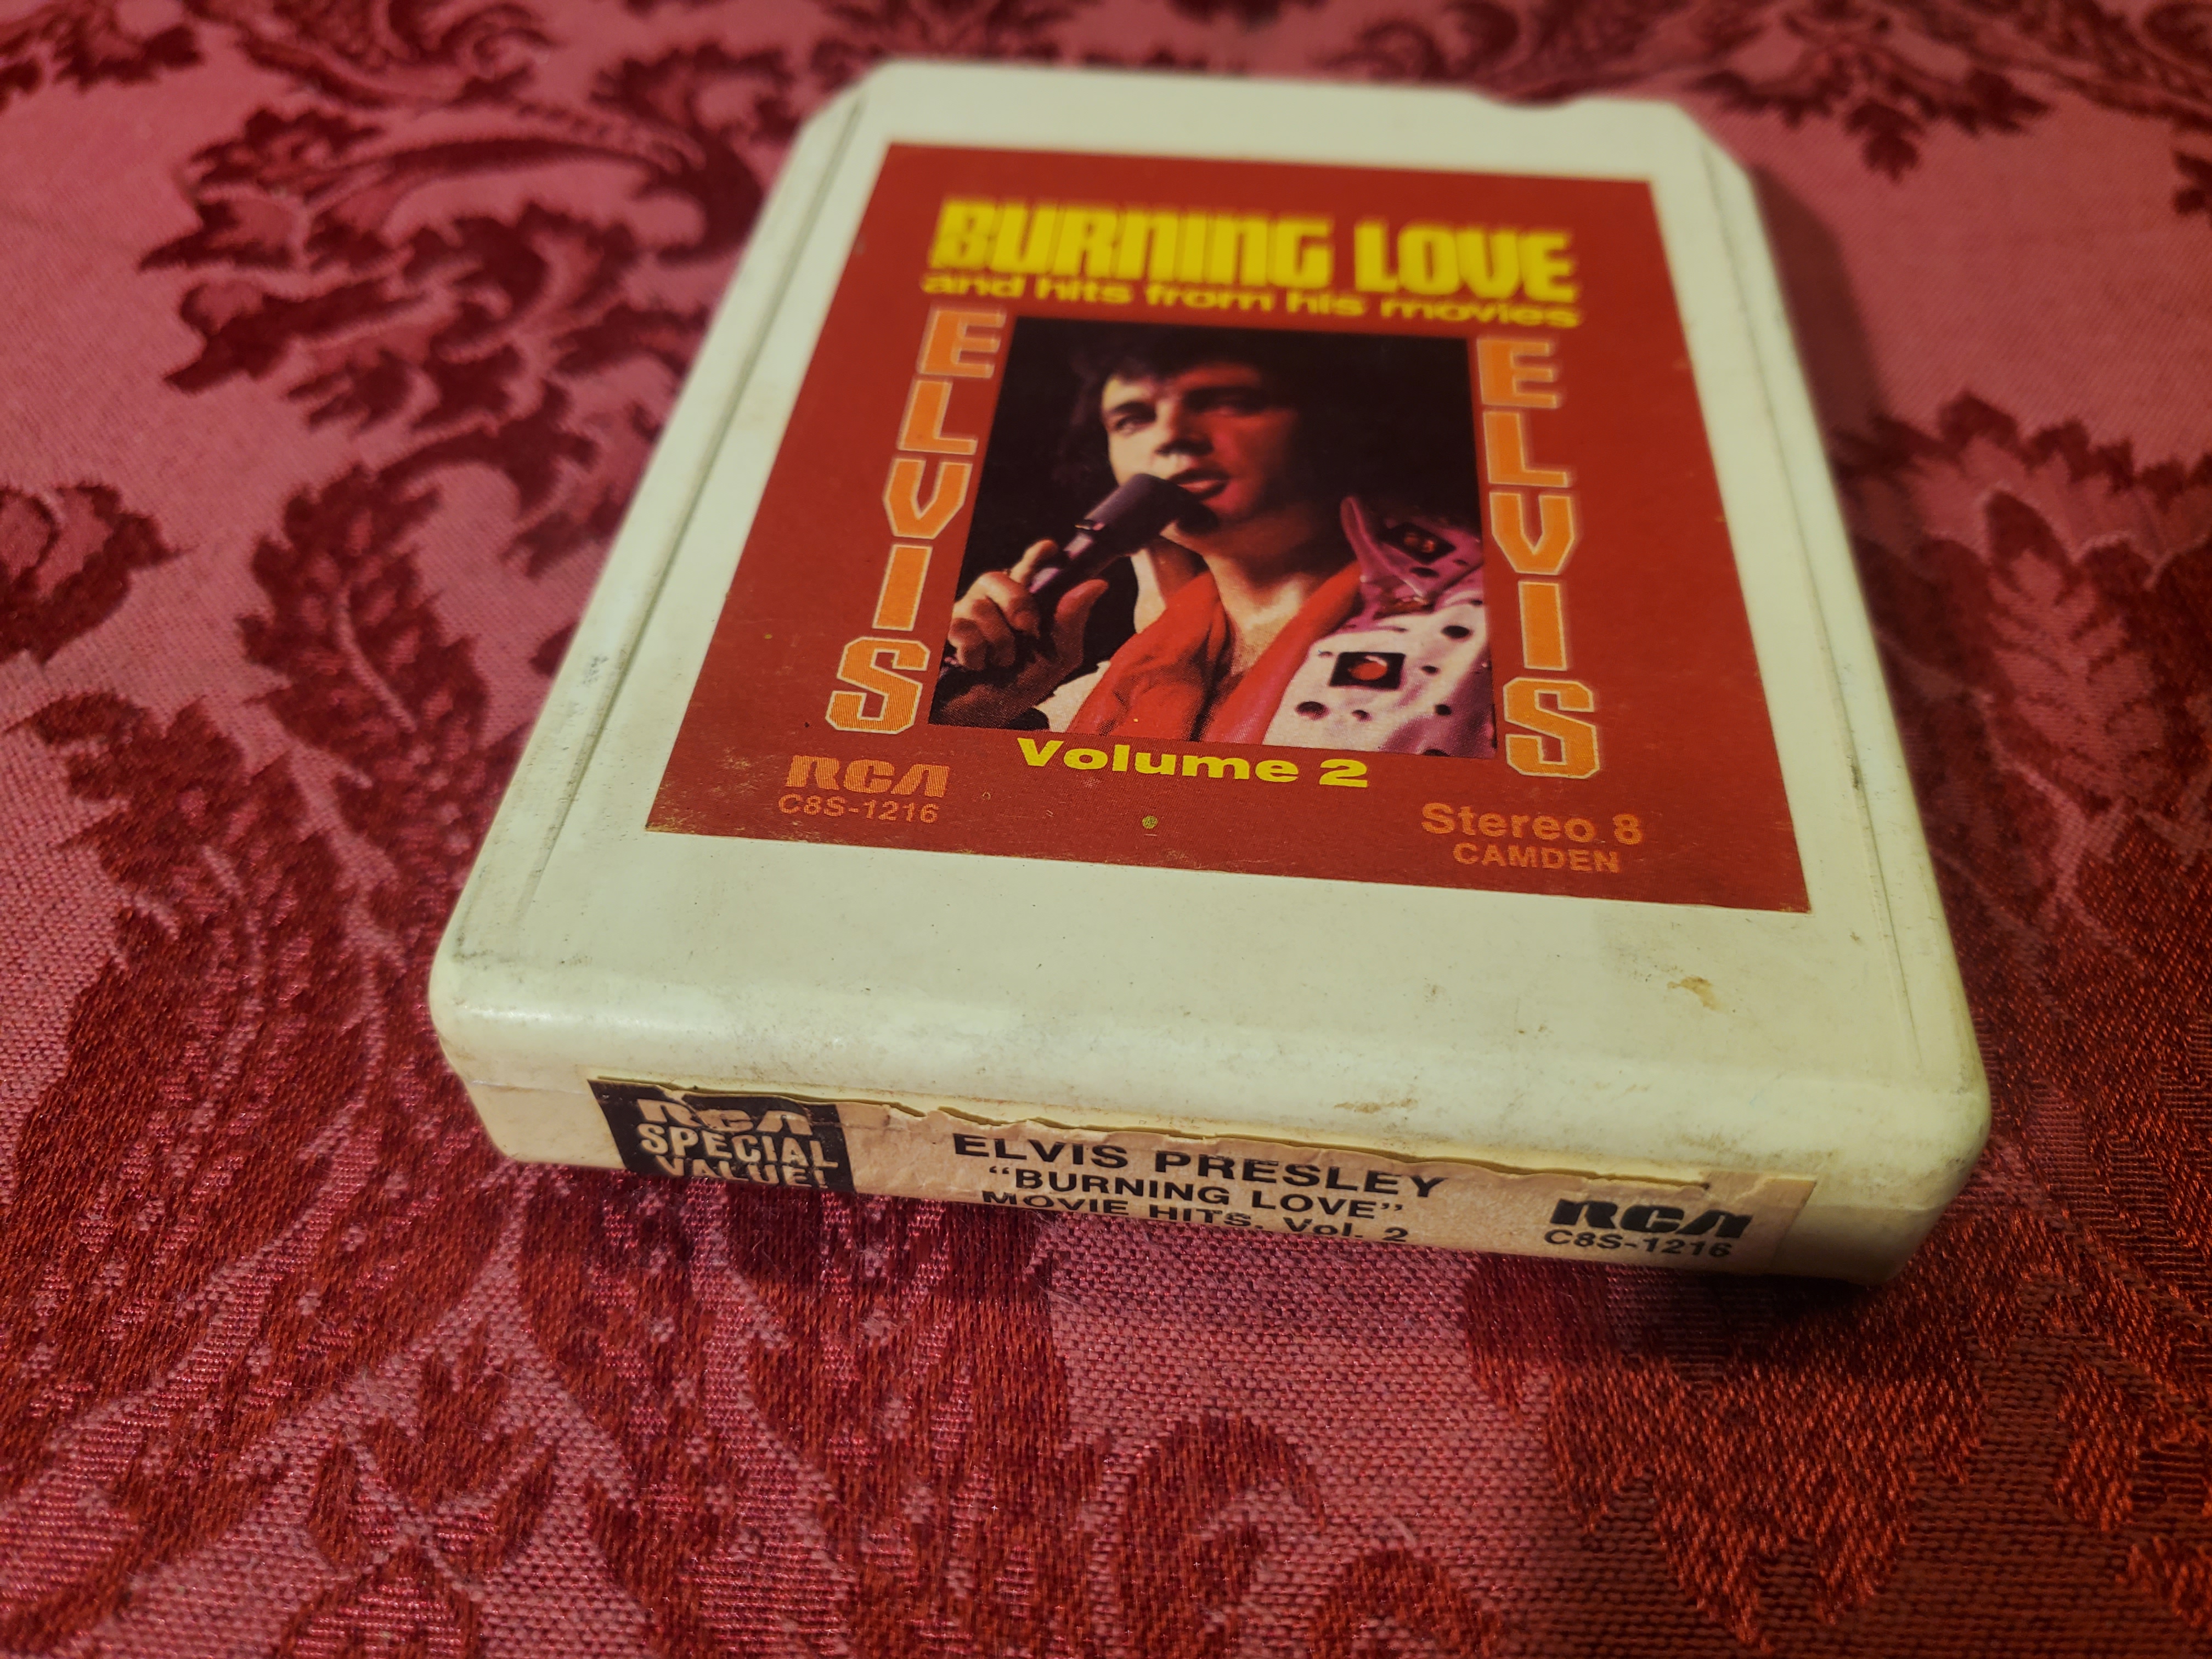 BURNING LOVE
and hits from his movies
ELVIS
ELVIS
Volume 2
RCA
C8S-1216
Stereo 8
CAMDEN
RCA
SPECIAL
VALUE!
ELVIS PRESLEY
“BURNING LOVE”
MOVIE HITS, Vol. 2
RCA
C8S-1216